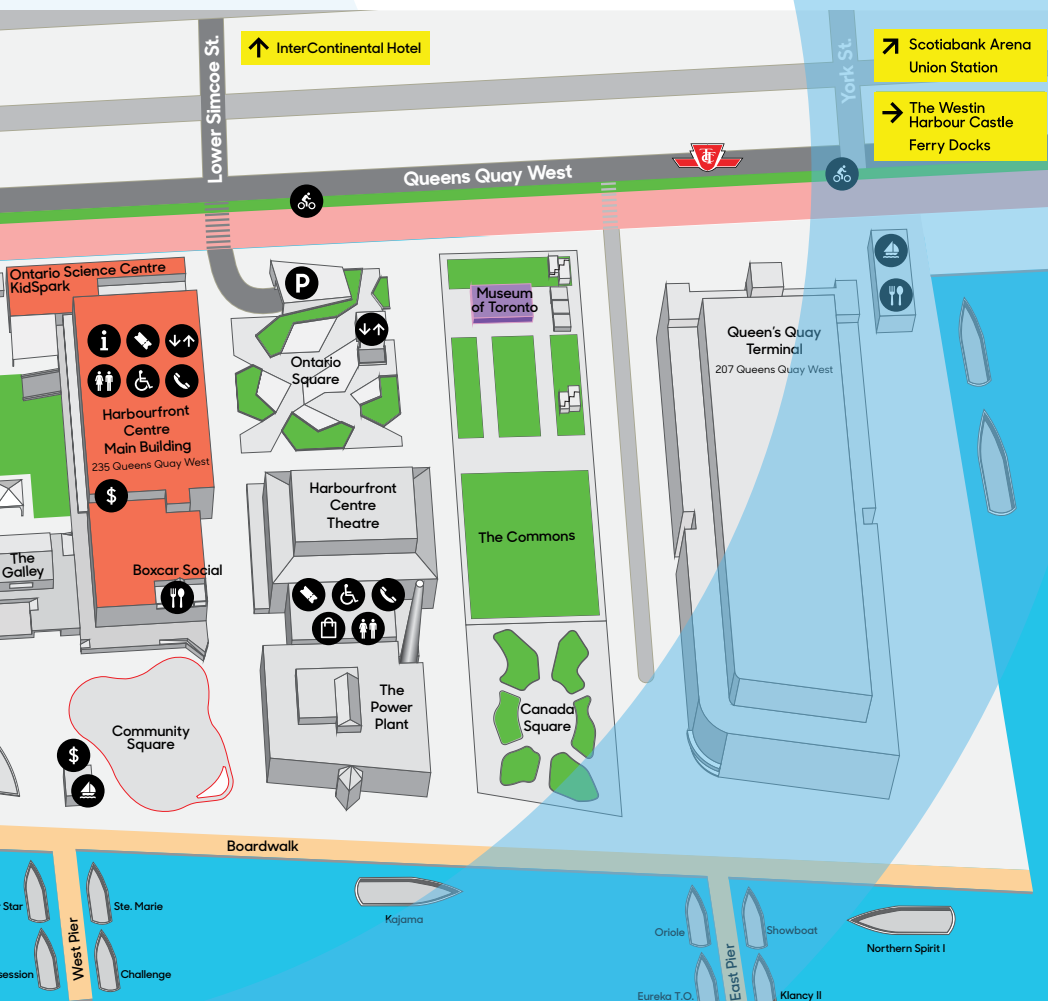 InterContinental Hotel
Lower Simcoe St.
York St.
Scotiabank Arena
Union Station
The Westin
Harbour Castle
Ferry Docks
Queens Quay West
Ontario Science Centre
KidSpark
P
Museum
of Toronto
Queen's Quay
Terminal
207 Queens Quay West
Ontario
Square
i
Harbourfront
Centre
Main Building
235 Queens Quay West
$
Harbourfront
Centre
Theatre
The Commons
The
Galley
Boxcar Social
The
Power
Plant
Canada
Square
Community
Square
$
Boardwalk
Star
Ste. Marie
West Pier
session
Challenge
Kajama
Oriole
Showboat
Northern Spirit I
East Pier
Eureka T.O.
Klancy II